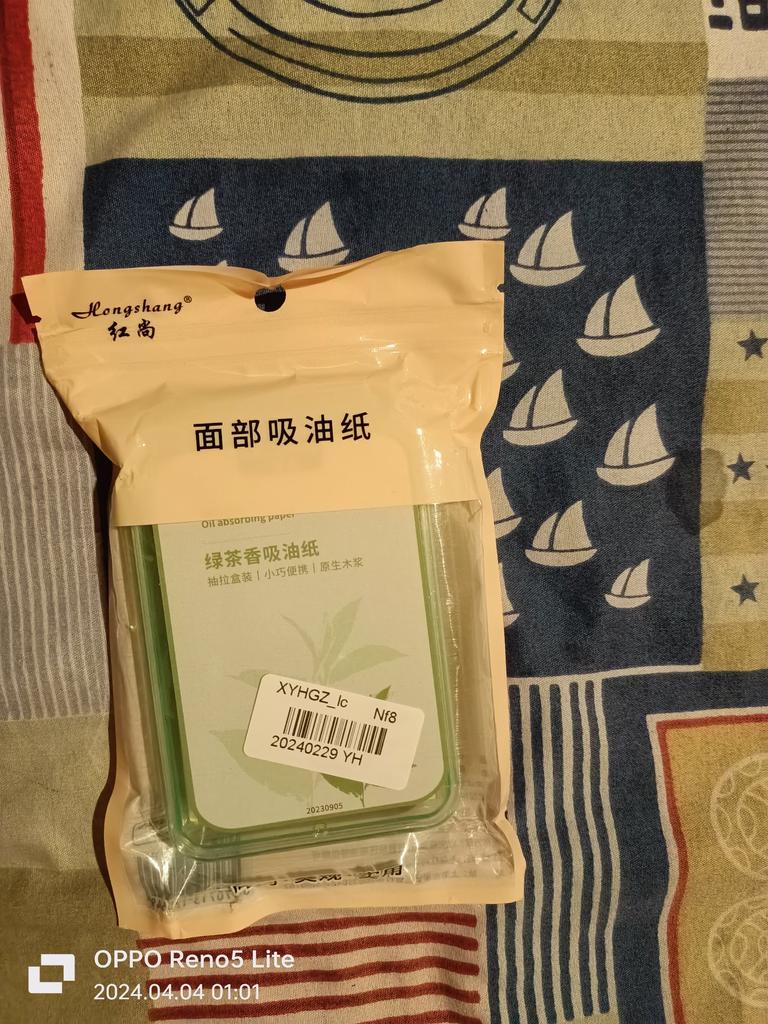 Hongshang®
红尚
面部吸油纸
Oil absorbing paper
绿茶香吸油纸
抽拉盒装 | 小巧便携 | 原生木浆
XYHGZ_lc Nf8
20240229 YH
20230905
OPPO Reno5 Lite
2024.04.04 01:01